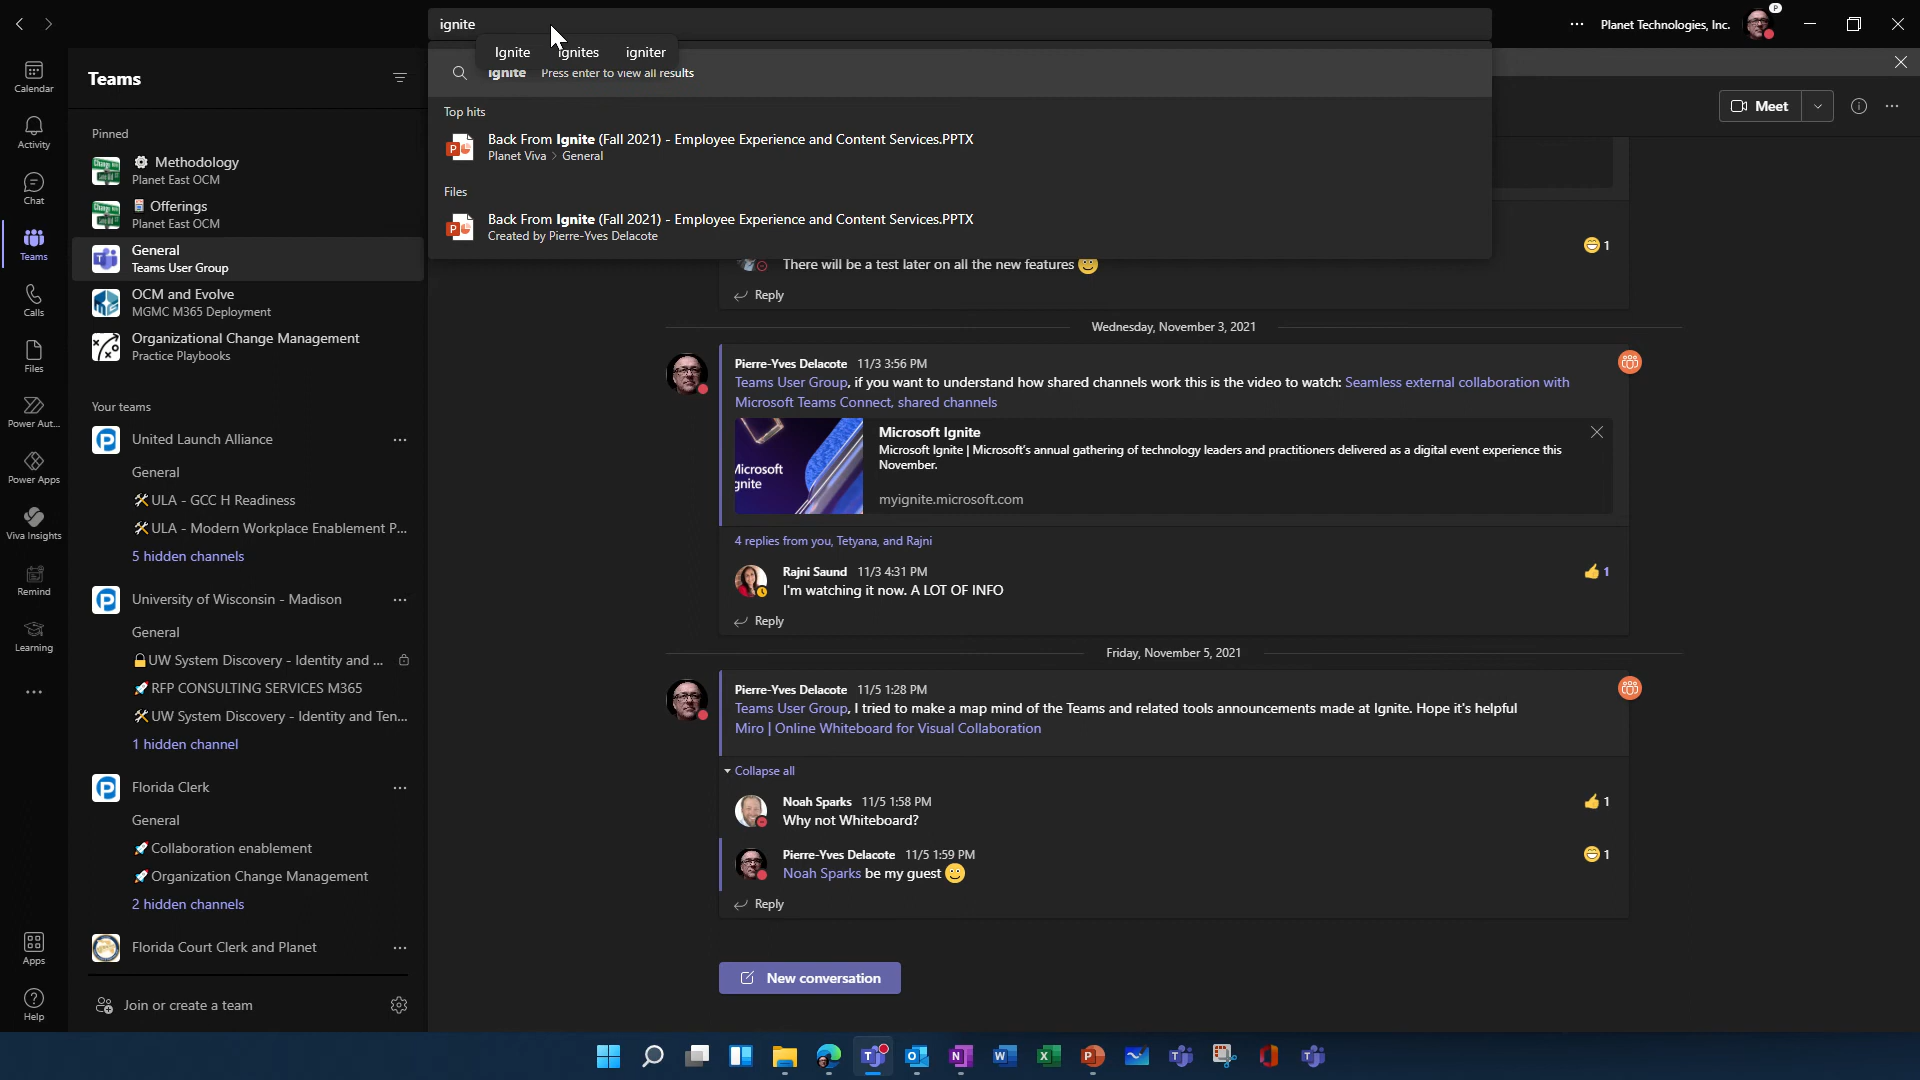 ignite
Planet Technologies, Inc.
Ignite ignites igniter
ignite Press enter to view all results
Calendar
Teams
Meet
Top hits
Back From Ignite (Fall 2021) - Employee Experience and Content Services.PPTX
Planet Viva > General
Files
Back From Ignite (Fall 2021) - Employee Experience and Content Services.PPTX
Created by Pierre-Yves Delacote
Activity
Chat
Teams
Calls
Files
Power Aut...
Power Apps
Viva Insights
Remind
Learning
Apps
Help
Pinned
Methodology
Planet East OCM
Offerings
Planet East OCM
General
Teams User Group
OCM and Evolve
MGMC M365 Deployment
Organizational Change Management
Practice Playbooks
Your teams
United Launch Alliance
General
ULA - GCC H Readiness
ULA - Modern Workplace Enablement P...
5 hidden channels
University of Wisconsin - Madison
General
UW System Discovery - Identity and ...
RFP CONSULTING SERVICES M365
UW System Discovery - Identity and Ten...
1 hidden channel
Florida Clerk
General
Collaboration enablement
Organization Change Management
2 hidden channels
Florida Court Clerk and Planet
Join or create a team
1
There will be a test later on all the new features
Reply
Wednesday, November 3, 2021
Pierre-Yves Delacote 11/3 3:56 PM
Teams User Group, if you want to understand how shared channels work this is the video to watch: Seamless external collaboration with
Microsoft Teams Connect, shared channels
Microsoft
Ignite
Microsoft Ignite
Microsoft Ignite | Microsoft's annual gathering of technology leaders and practitioners delivered as a digital event experience this
November.
myignite.microsoft.com
4 replies from you, Tetyana, and Rajni
Rajni Saund 11/3 4:31 PM
1
I'm watching it now. A LOT OF INFO
Reply
Friday, November 5, 2021
Pierre-Yves Delacote 11/5 1:28 PM
Teams User Group, I tried to make a map mind of the Teams and related tools announcements made at Ignite. Hope it's helpful
Miro | Online Whiteboard for Visual Collaboration
Collapse all
Noah Sparks 11/5 1:58 PM
1
Why not Whiteboard?
Pierre-Yves Delacote 11/5 1:59 PM
1
Noah Sparks be my guest
Reply
New conversation